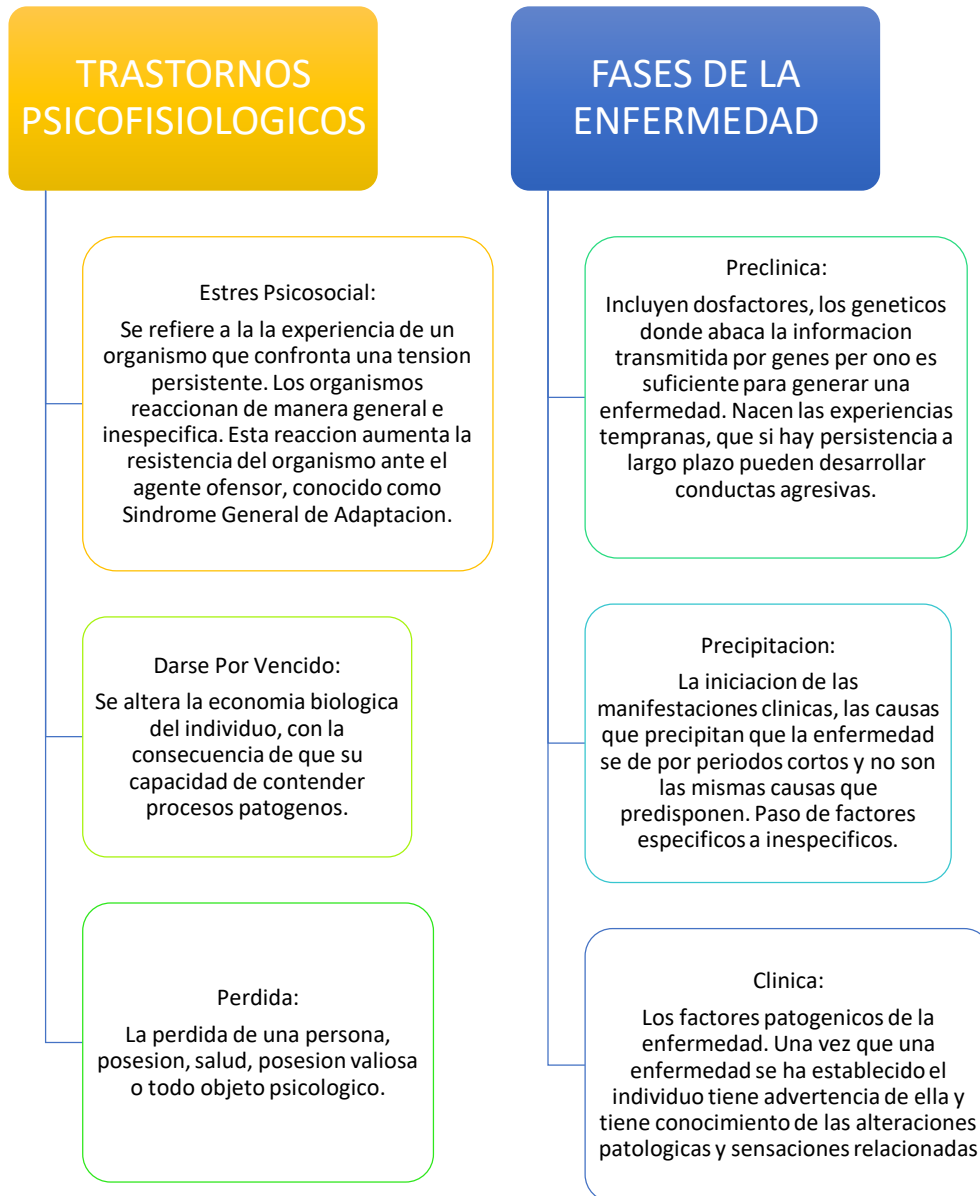 TRASTORNOS
PSICOFISIOLOGICOS
Estres Psicosocial:
Se refiere a la la experiencia de un
organismo que confronta una tension
persistente. Los organismos
reaccionan de manera general e
inespecifica. Esta reaccion aumenta la
resistencia del organismo ante el
agente ofensor, conocido como
Sindrome General de Adaptacion.
Darse Por Vencido:
Se altera la economia biologica
del individuo, con la
consecuencia de que su
capacidad de contender
procesos patogenos.
Perdida:
La perdida de una persona,
posesion, salud, posesion valiosa
o todo objeto psicologico.
FASES DE LA
ENFERMEDAD
Preclinica:
Incluyen dosfactores, los geneticos
donde abaca la informacion
transmitida por genes per ono es
suficiente para generar una
enfermedad. Nacen las experiencias
tempranas, que si hay persistencia a
largo plazo pueden desarrollar
conductas agresivas.
Precipitacion:
La iniciacion de las
manifestaciones clinicas, las causas
que precipitan que la enfermedad
se de por periodos cortos y no son
las mismas causas que
predisponen. Paso de factores
especificos a inespecificos.
Clinica:
Los factores patogenicos de la
enfermedad. Una vez que una
enfermedad se ha establecido el
individuo tiene advertencia de ella y
tiene conocimiento de las alteraciones
patologicas y sensaciones relacionadas